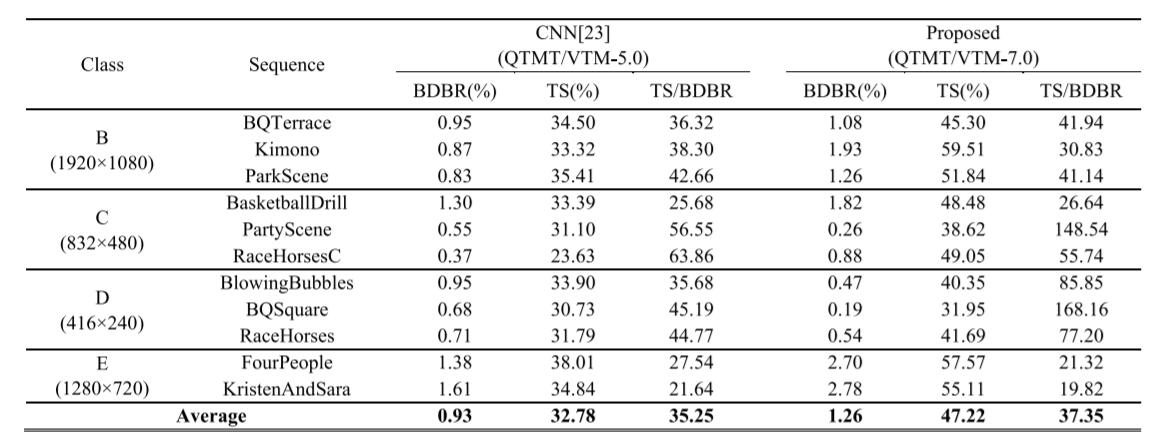 Class Sequence CNN[23] (QTMT/VTM-5.0) Proposed (QTMT/VTM-7.0)
BDBR(%) TS(%) TS/BDBR BDBR(%) TS(%) TS/BDBR
B (1920×1080)
BQTerrace 0.95 34.50 36.32 1.08 45.30 41.94
Kimono 0.87 33.32 38.30 1.93 59.51 30.83
ParkScene 0.83 35.41 42.66 1.26 51.84 41.14
C (832×480)
BasketballDrill 1.30 33.39 25.68 1.82 48.48 26.64
PartyScene 0.55 31.10 56.55 0.26 38.62 148.54
RaceHorsesC 0.37 23.63 63.86 0.88 49.05 55.74
D (416×240)
BlowingBubbles 0.95 33.90 35.68 0.47 40.35 85.85
BQSquare 0.68 30.73 45.19 0.19 31.95 168.16
RaceHorses 0.71 31.79 44.77 0.54 41.69 77.20
E (1280×720)
FourPeople 1.38 38.01 27.54 2.70 57.57 21.32
KristenAndSara 1.61 34.84 21.64 2.78 55.11 19.82
Average 0.93 32.78 35.25 1.26 47.22 37.35